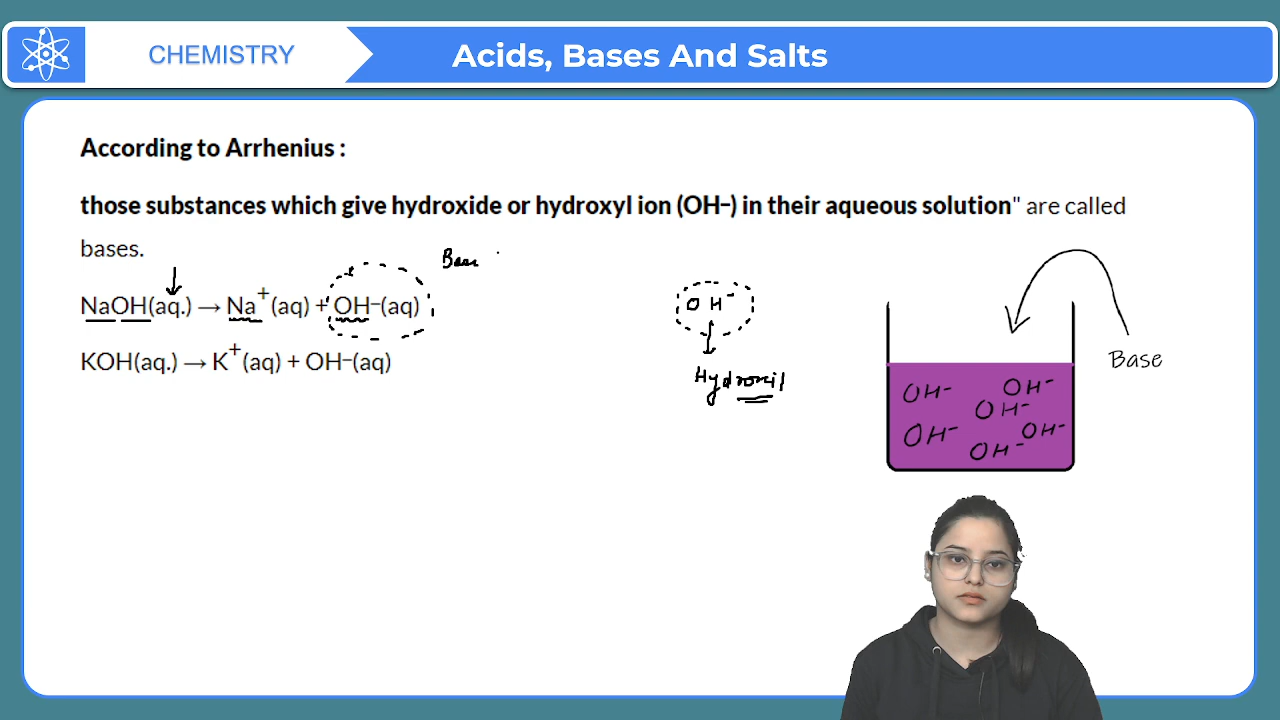 CHEMISTRY
Acids, Bases And Salts
According to Arrhenius :
those substances which give hydroxide or hydroxyl ion (OH−) in their aqueous solution" are called
bases.
Base
NaOH(aq.) → Na⁺(aq) + OH−(aq)
OH⁻
KOH(aq.) → K⁺(aq) + OH−(aq)
Hydroxil
Base
OH⁻ OH⁻
OH⁻
OH⁻ OH⁻
OH⁻